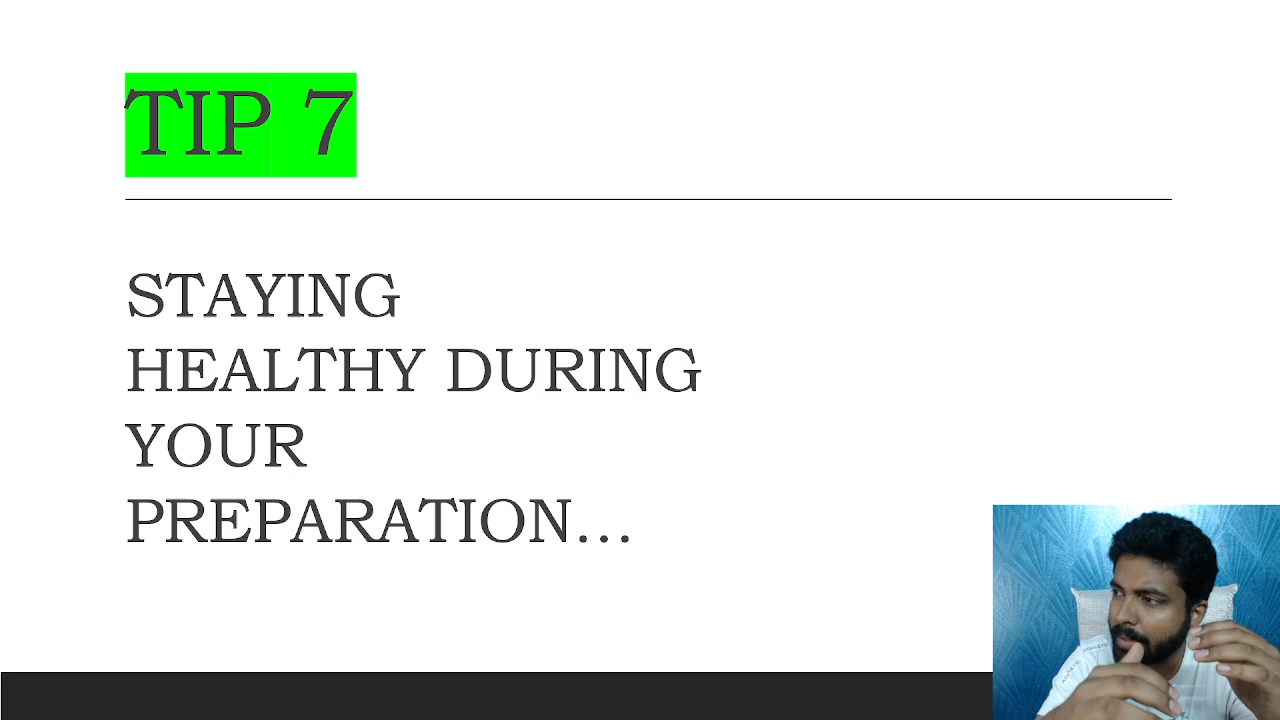 TIP 7
STAYING
HEALTHY DURING
YOUR
PREPARATION...